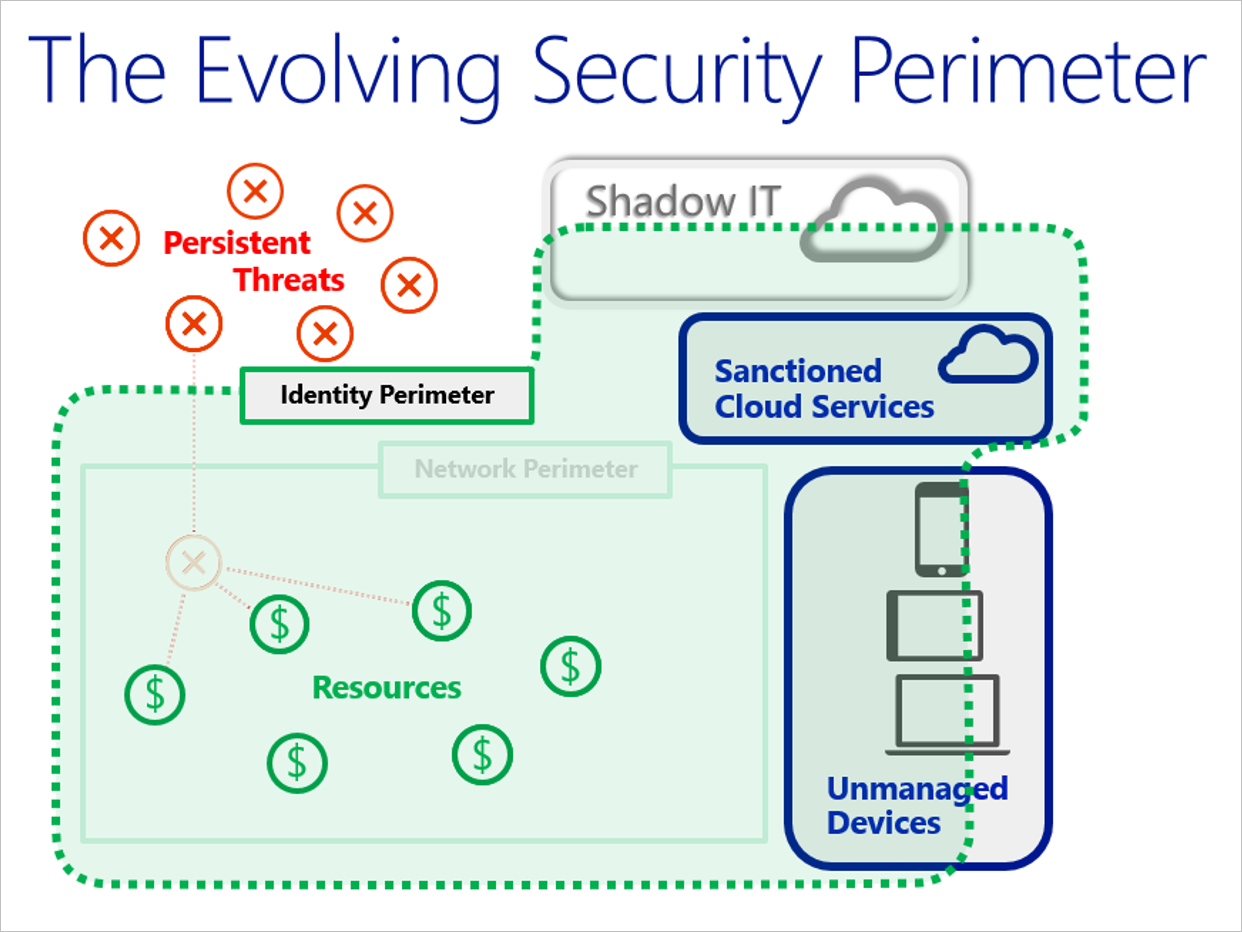 The Evolving Security Perimeter
Shadow IT
Persistent
Threats
Sanctioned
Cloud Services
Identity Perimeter
Network Perimeter
$
$
$
Resources
$
$
$
Unmanaged
Devices